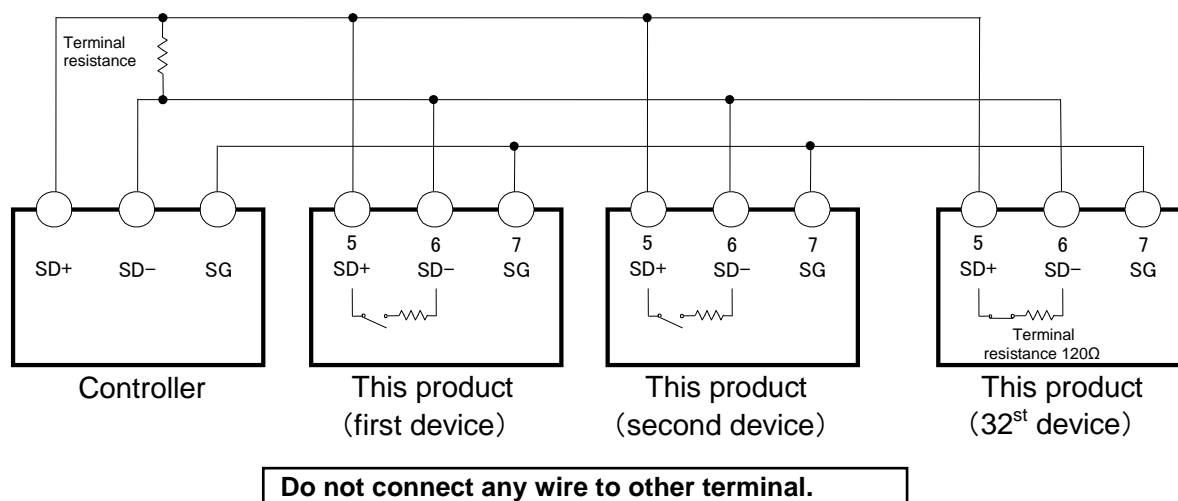 Terminal
resistance
SD+ SD− SG
5 6 7
SD+ SD− SG
5 6 7
SD+ SD− SG
5 6 7
SD+ SD− SG
Terminal
resistance 120Ω
Controller
This product
（first device）
This product
（second device）
This product
（32st device）
Do not connect any wire to other terminal.